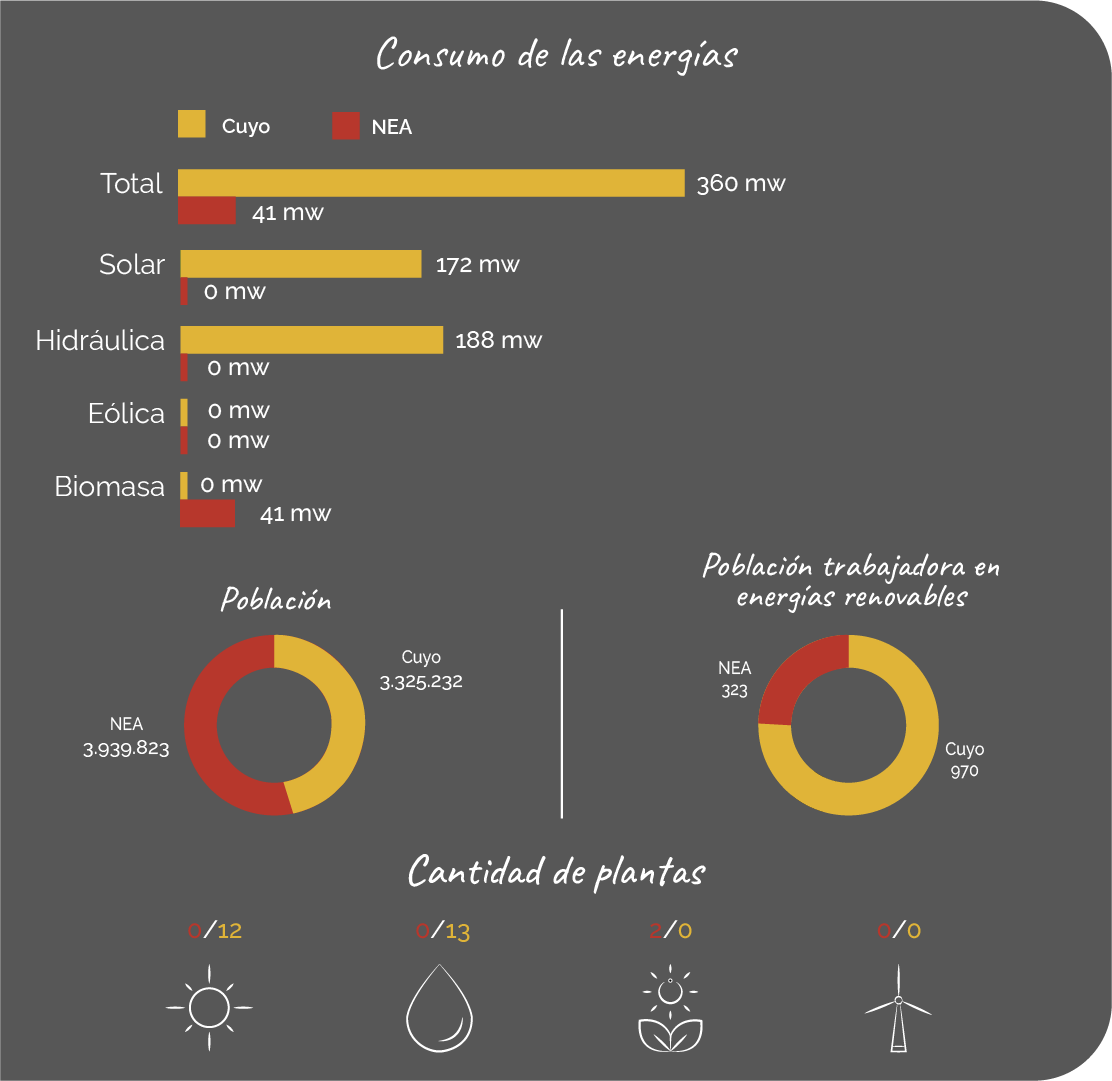 Consumo de las energías
Cuyo
NEA
Total
360 mw
41 mw
Solar
172 mw
0 mw
Hidráulica
188 mw
0 mw
Eólica
0 mw
0 mw
Biomasa
0 mw
41 mw
Población
Cuyo
3.325.232
NEA
3.939.823
Población trabajadora en
energías renovables
NEA
323
Cuyo
970
Cantidad de plantas
0/12
0/13
2/0
0/0